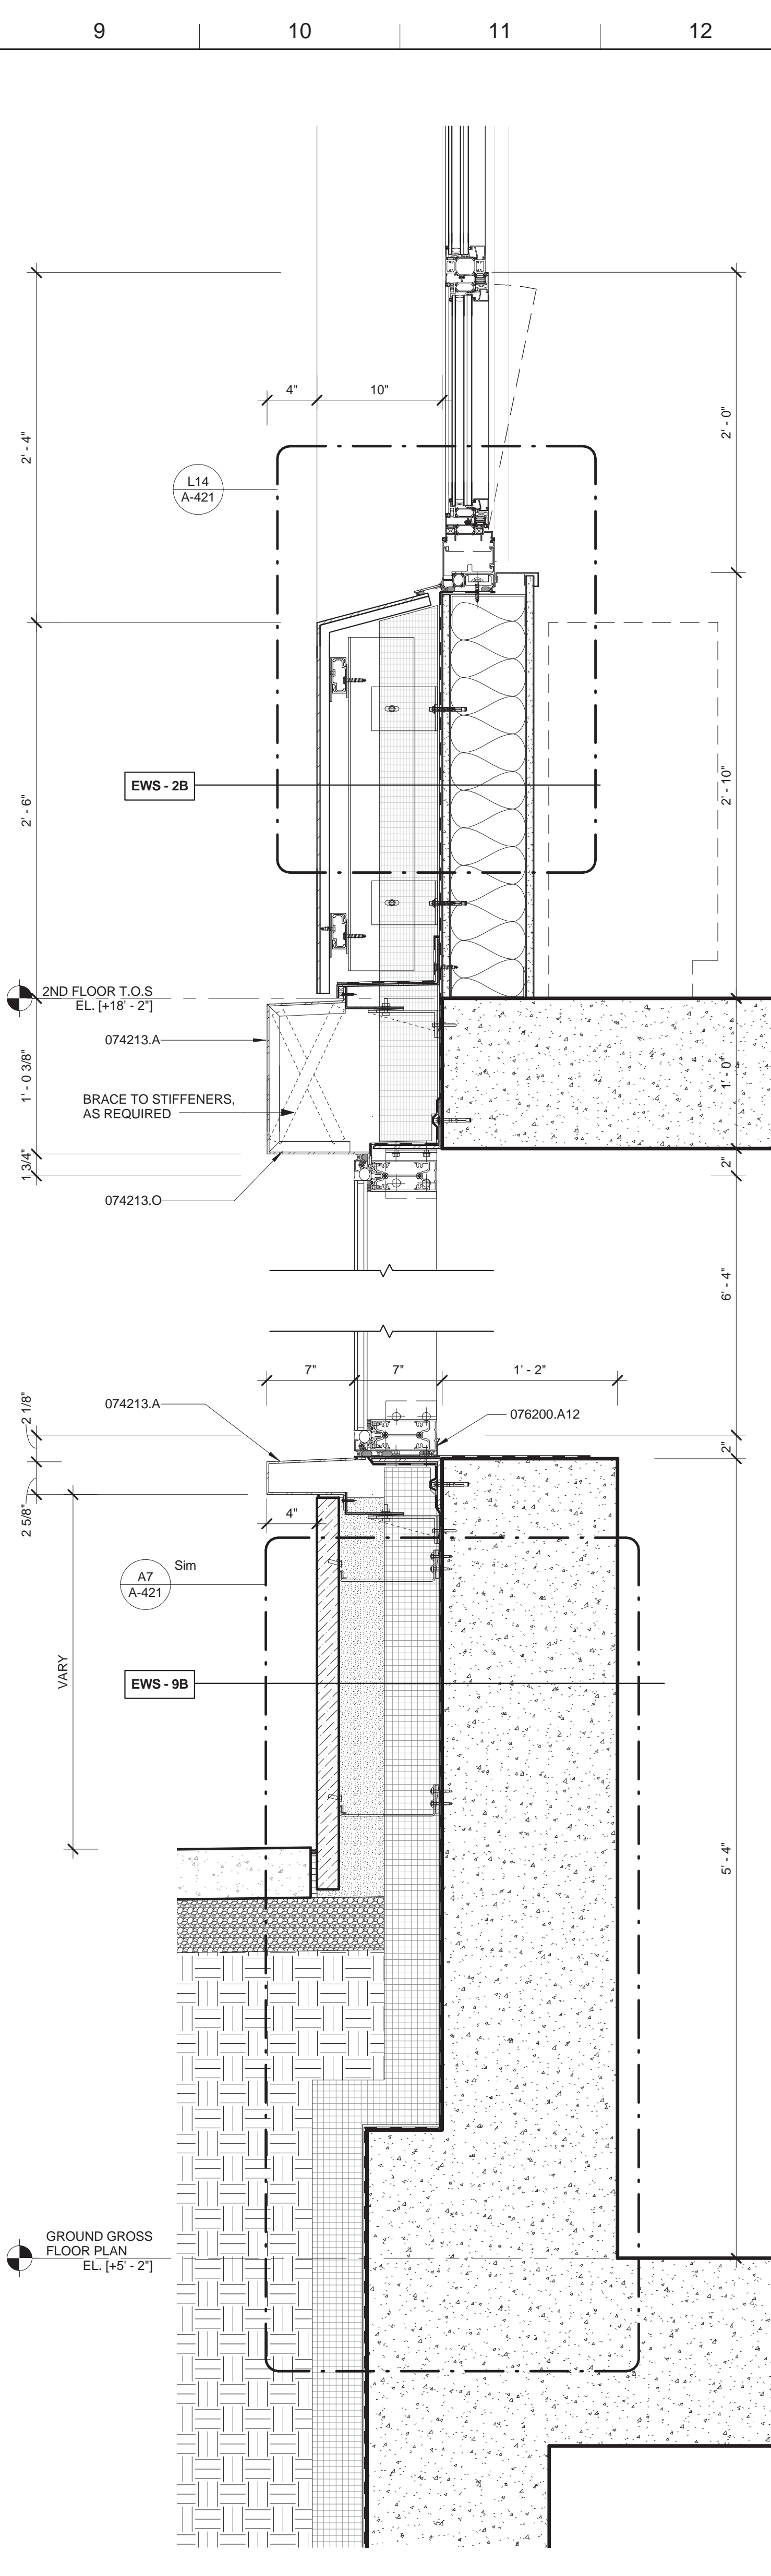 9
10
11
12
4"
10"
2' - 4"
2' - 0"
L14
A-421
EWS - 2B
2' - 6"
2' - 10"
2ND FLOOR T.O.S
EL. [+18' - 2"]
074213.A
1' - 0 3/8"
1' - 0"
BRACE TO STIFFENERS,
AS REQUIRED
1 3/4"
2"
074213.O
6' - 4"
7"
7"
1' - 2"
074213.A
2 1/8"
076200.A12
2"
2 5/8"
4"
A7
A-421
Sim
VARY
EWS - 9B
5' - 4"
GROUND GROSS
FLOOR PLAN
EL. [+5' - 2"]